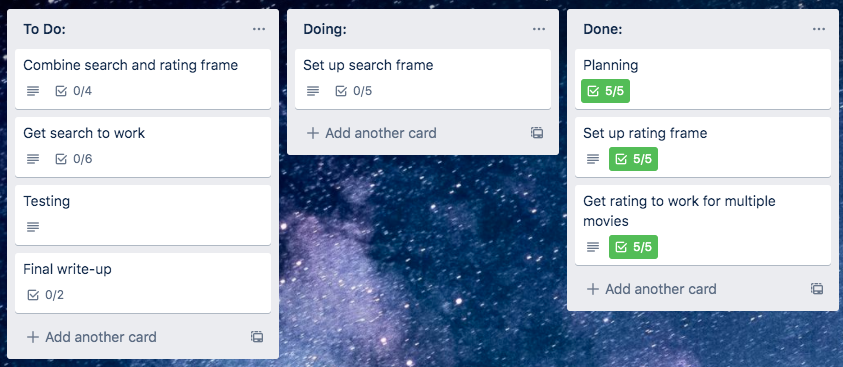 To Do:
Combine search and rating frame
0/4
Get search to work
0/6
Testing
Final write-up
0/2
Add another card
Doing:
Set up search frame
0/5
Add another card
Done:
Planning
5/5
Set up rating frame
5/5
Get rating to work for multiple
movies
5/5
Add another card